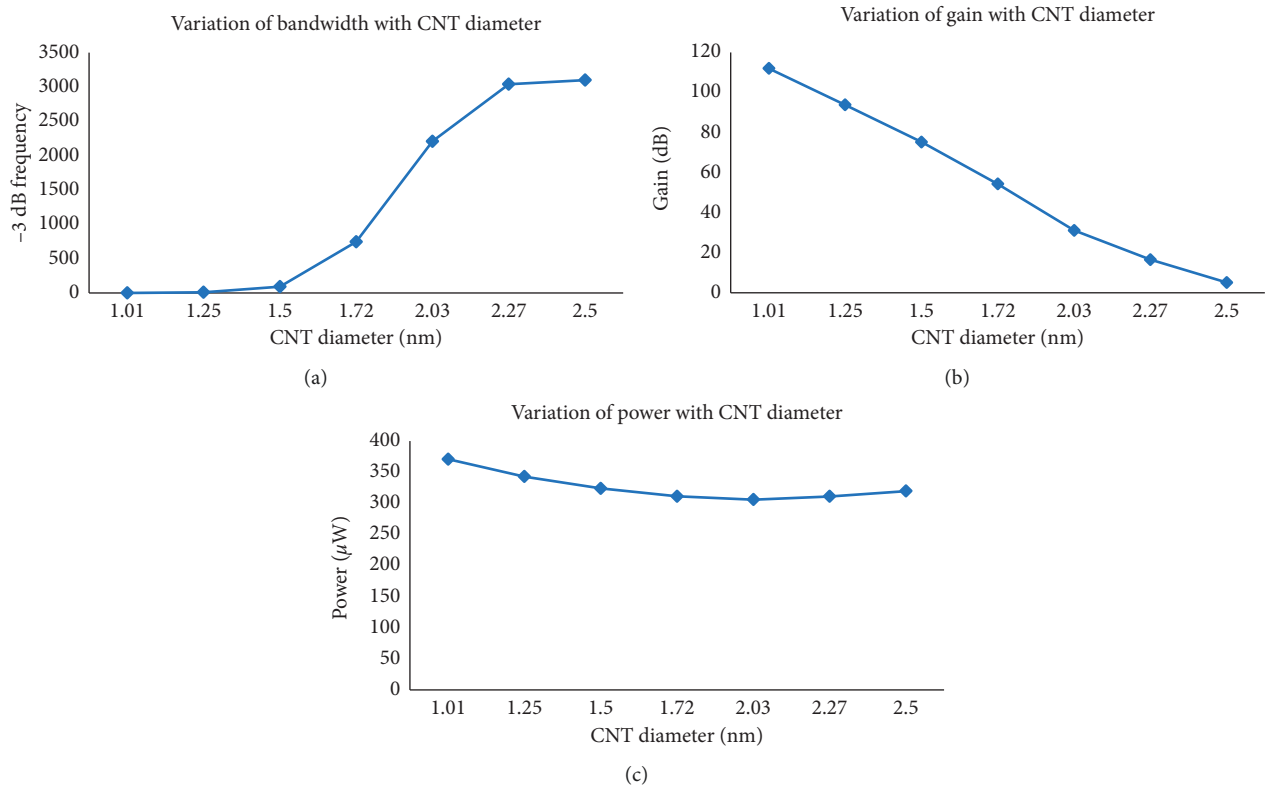 Variation of bandwidth with CNT diameter
3500
3000
2500
2000
1500
1000
500
0
−3 dB frequency
1.01 1.25 1.5 1.72 2.03 2.27 2.5
CNT diameter (nm)
(a)
Variation of gain with CNT diameter
120
100
80
60
40
20
0
Gain (dB)
1.01 1.25 1.5 1.72 2.03 2.27 2.5
CNT diameter (nm)
(b)
Variation of power with CNT diameter
400
350
300
250
200
150
100
50
0
Power (μW)
1.01 1.25 1.5 1.72 2.03 2.27 2.5
CNT diameter (nm)
(c)